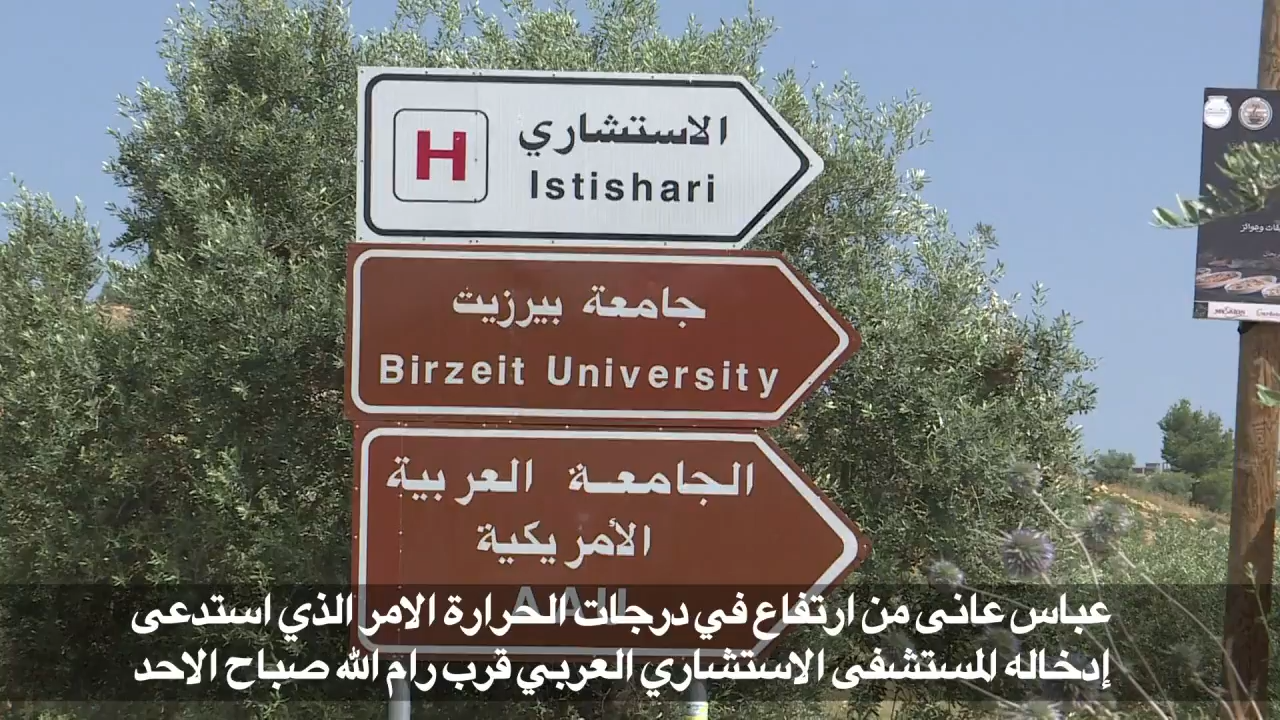 الاستشاري
Istishari
H
جامعة بيرزيت
Birzeit University
الجامعة العربية
الأمريكية
AAU
عباس عانى من ارتفاع في درجات الحرارة الامر الذي استدعى
إدخاله المستشفى الاستشاري العربي قرب رام الله صباح الاحد